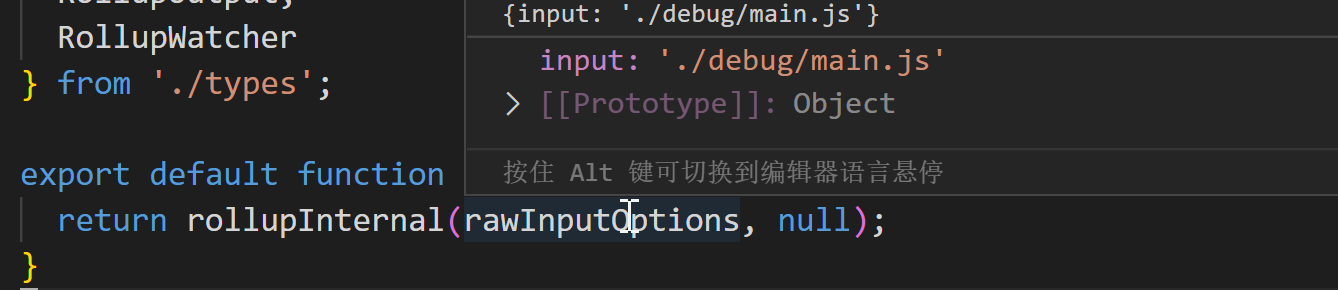 {input: './debug/main.js'}
RollupWatcher
input: './debug/main.js'
} from './types';
[[Prototype]]: Object
按住 Alt 键可切换到编辑器语言悬停
export default function
return rollupInternal(rawInputOptions, null);
}